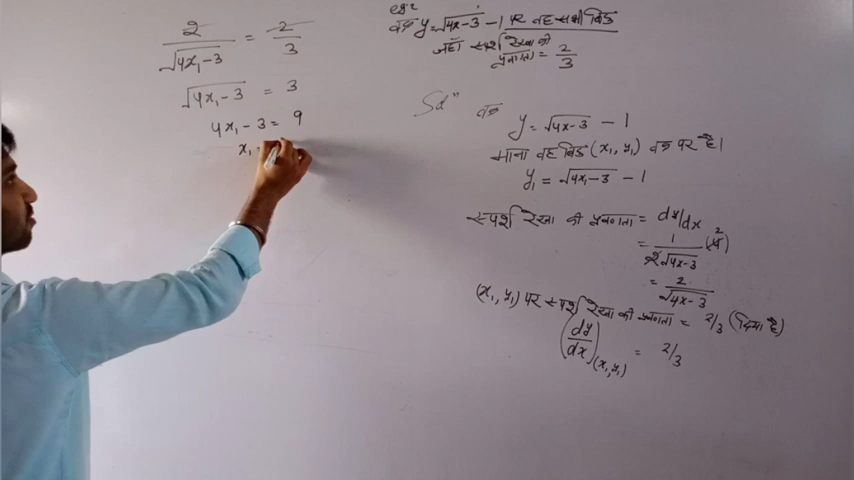 2/√4x₁-3 = 2/3
√4x₁-3 = 3
4x₁-3 = 9
x₁
वक्र y=√4x-3 -1 पर वह सभी बिंदु
जहाँ स्पर्श रेखा की
प्रवणता = 2/3
Solⁿ वक्र
y = √4x-3 - 1
माना वह बिंदु (x₁, y₁) वक्र पर है।
y₁ = √4x₁-3 - 1
स्पर्श रेखा की प्रवणता = dy/dx
= 1/2√4x-3 (4) 2
= 2/√4x-3
(x₁, y₁) पर स्पर्श रेखा की प्रवणता = 2/3 (दिया है)
(dy/dx)(x₁,y₁) = 2/3